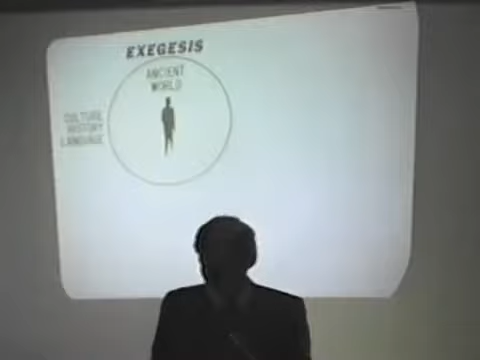 EXEGESIS
ANCIENT
WORLD
CULTURE
HISTORY
LANGUAGE